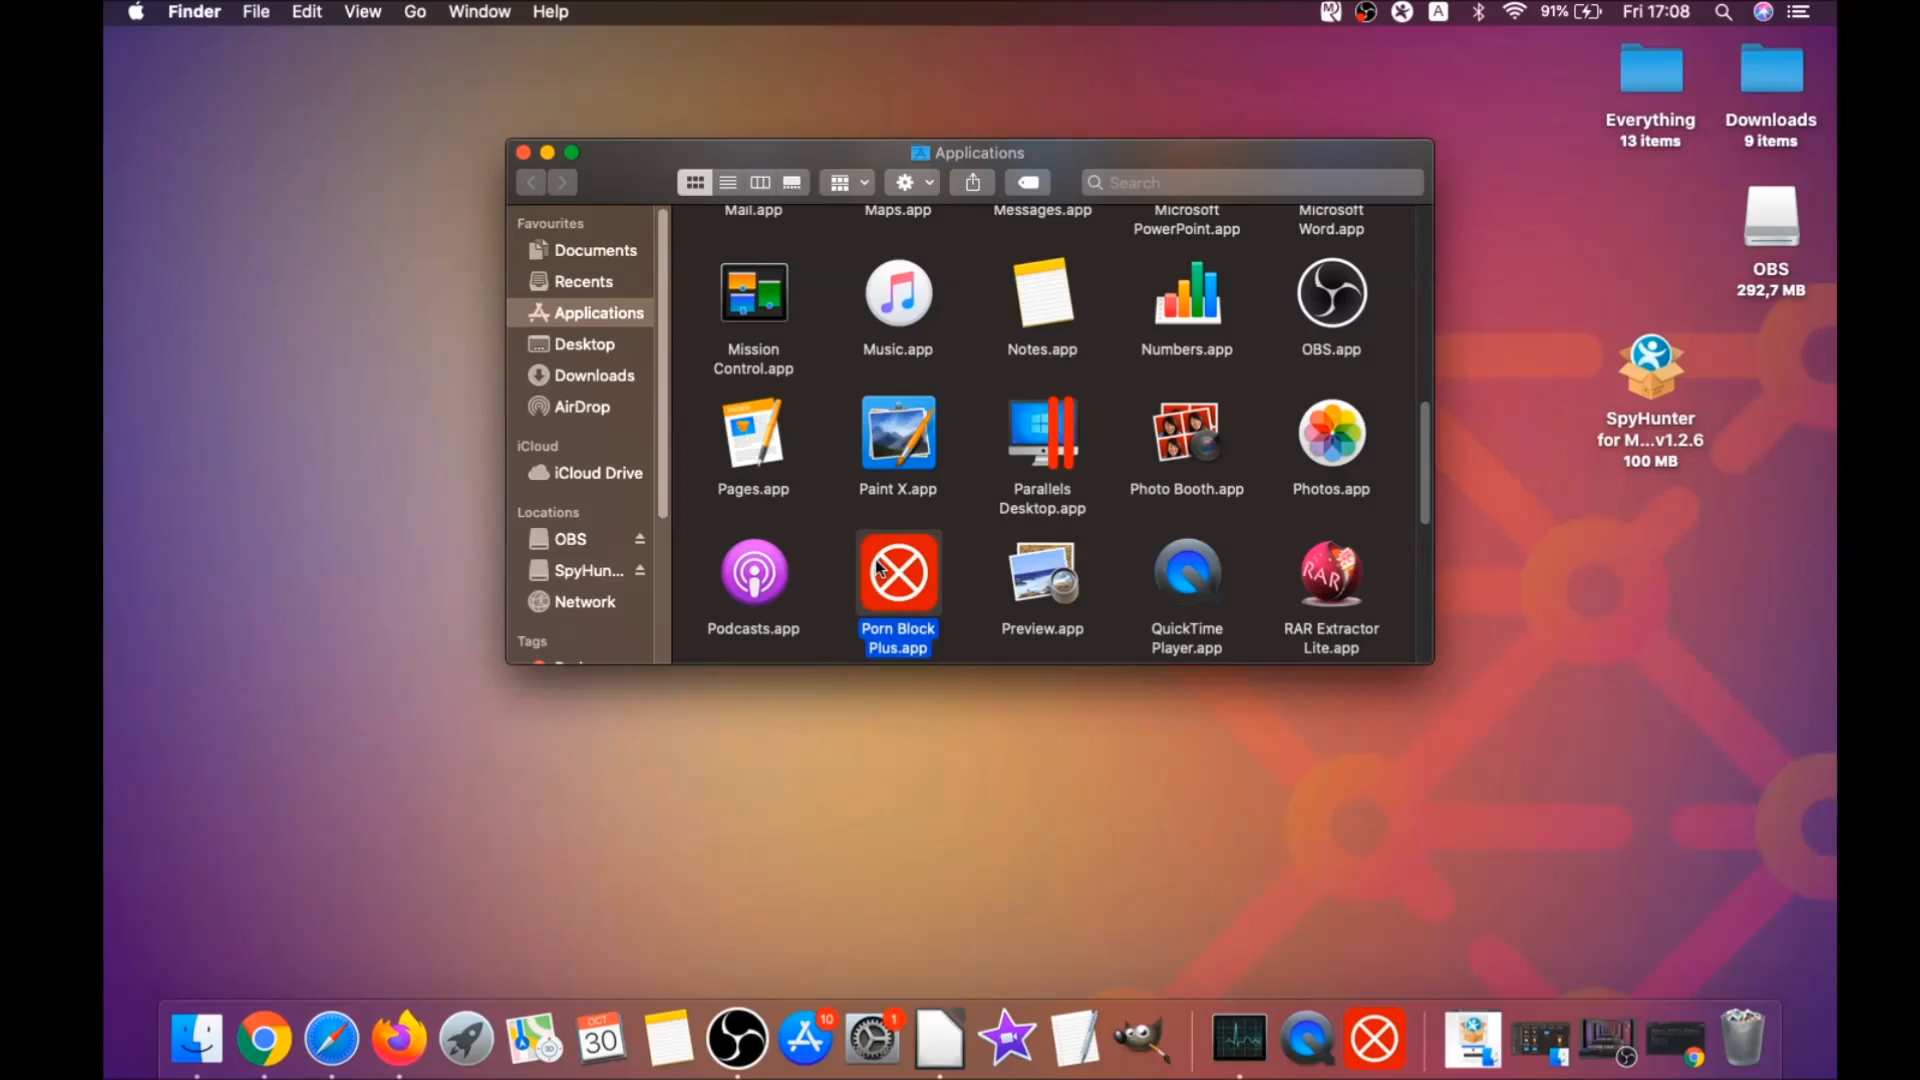 Finder File Edit View Go Window Help
A 91% Fri 17:08
Everything
13 items
Downloads
9 items
OBS
292,7 MB
SpyHunter
for M...v1.2.6
100 MB
Applications
Search
Favourites
Documents
Recents
Applications
Desktop
Downloads
AirDrop
iCloud
iCloud Drive
Locations
OBS
SpyHun...
Network
Tags
Mail.app
Maps.app
Messages.app
Microsoft
PowerPoint.app
Microsoft
Word.app
Mission
Control.app
Music.app
Notes.app
Numbers.app
OBS.app
Pages.app
Paint X.app
Parallels
Desktop.app
Photo Booth.app
Photos.app
RAR
Podcasts.app
Porn Block
Plus.app
Preview.app
QuickTime
Player.app
RAR Extractor
Lite.app
OCT
30
10
1